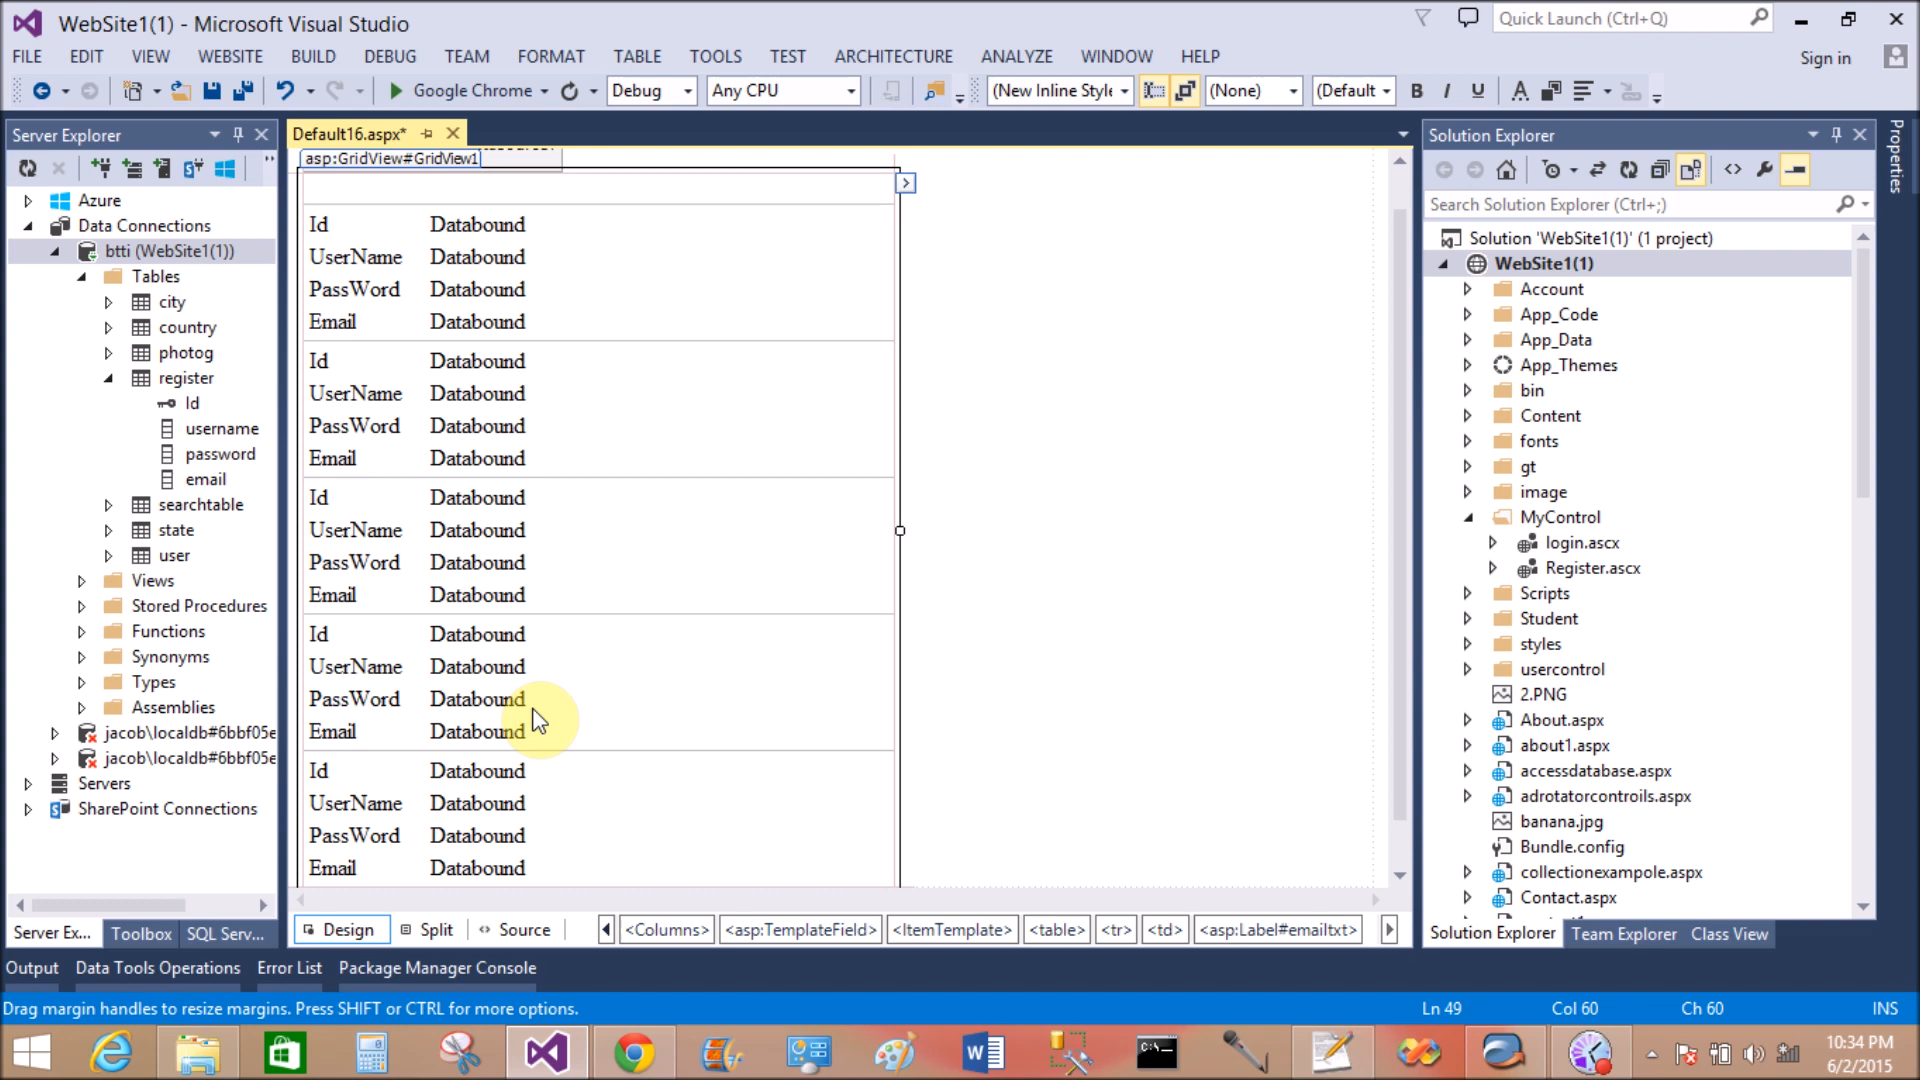 WebSite1(1) - Microsoft Visual Studio
Quick Launch (Ctrl+Q)
FILE EDIT VIEW WEBSITE BUILD DEBUG TEAM FORMAT TABLE TOOLS TEST ARCHITECTURE ANALYZE WINDOW HELP
Sign in
Google Chrome
Debug
Any CPU
(New Inline Style
(None)
(Default
B I U A
Server Explorer
Azure
Data Connections
btti (WebSite1(1))
Tables
city
country
photog
register
Id
username
password
email
searchtable
state
user
Views
Stored Procedures
Functions
Synonyms
Types
Assemblies
jacob\localdb#6bbf05e
jacob\localdb#6bbf05e
Servers
SharePoint Connections
Server Ex... Toolbox SQL Serv...
Default16.aspx*
asp:GridView#GridView1
Id Databound
UserName Databound
PassWord Databound
Email Databound
Id Databound
UserName Databound
PassWord Databound
Email Databound
Id Databound
UserName Databound
PassWord Databound
Email Databound
Id Databound
UserName Databound
PassWord Databound
Email Databound
Id Databound
UserName Databound
PassWord Databound
Email Databound
Design Split Source
<Columns> <asp:TemplateField> <ItemTemplate> <table> <tr> <td> <asp:Label#emailtxt>
Solution Explorer
Search Solution Explorer (Ctrl+;)
Solution 'WebSite1(1)' (1 project)
WebSite1(1)
Account
App_Code
App_Data
App_Themes
bin
Content
fonts
gt
image
MyControl
login.ascx
Register.ascx
Scripts
Student
styles
usercontrol
2.PNG
About.aspx
about1.aspx
accessdatabase.aspx
adrotatorcontroils.aspx
banana.jpg
Bundle.config
collectionexampole.aspx
Contact.aspx
Solution Explorer Team Explorer Class View
Properties
Output Data Tools Operations Error List Package Manager Console
Drag margin handles to resize margins. Press SHIFT or CTRL for more options.
Ln 49 Col 60 Ch 60 INS
10:34 PM
6/2/2015